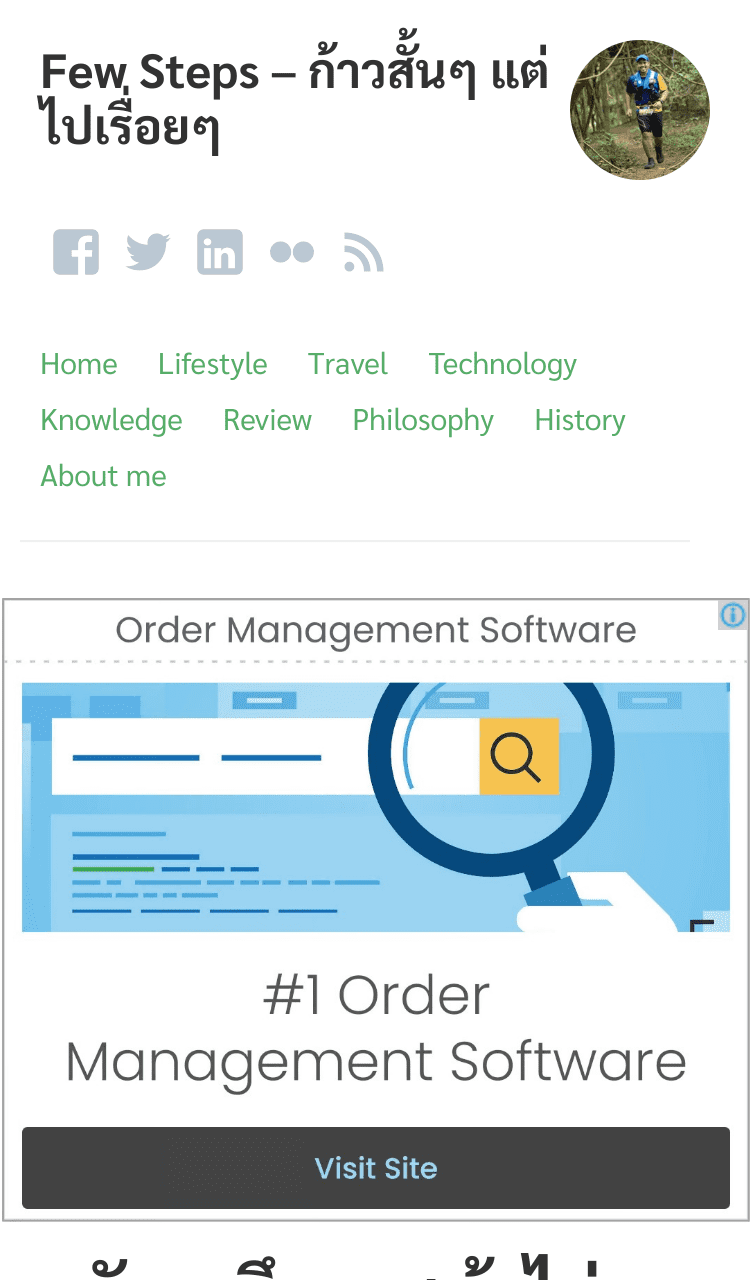 Few Steps – ก้าวสั้นๆ แต่
ไปเรื่อยๆ
Home Lifestyle Travel Technology
Knowledge Review Philosophy History
About me
Order Management Software
#1 Order
Management Software
Visit Site